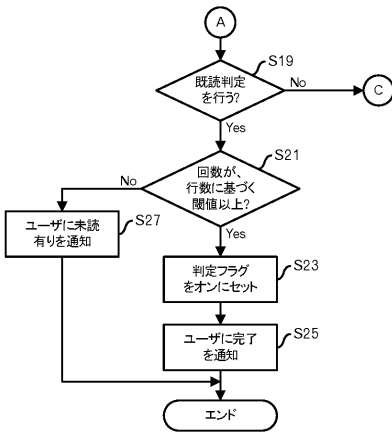 A
S19
既読判定
を行う?
No
C
Yes
S21
回数が、
行数に基づく
閾値以上?
No
S27
ユーザに未読
有りを通知
Yes
S23
判定フラグ
をオンにセット
S25
ユーザに完了
を通知
エンド